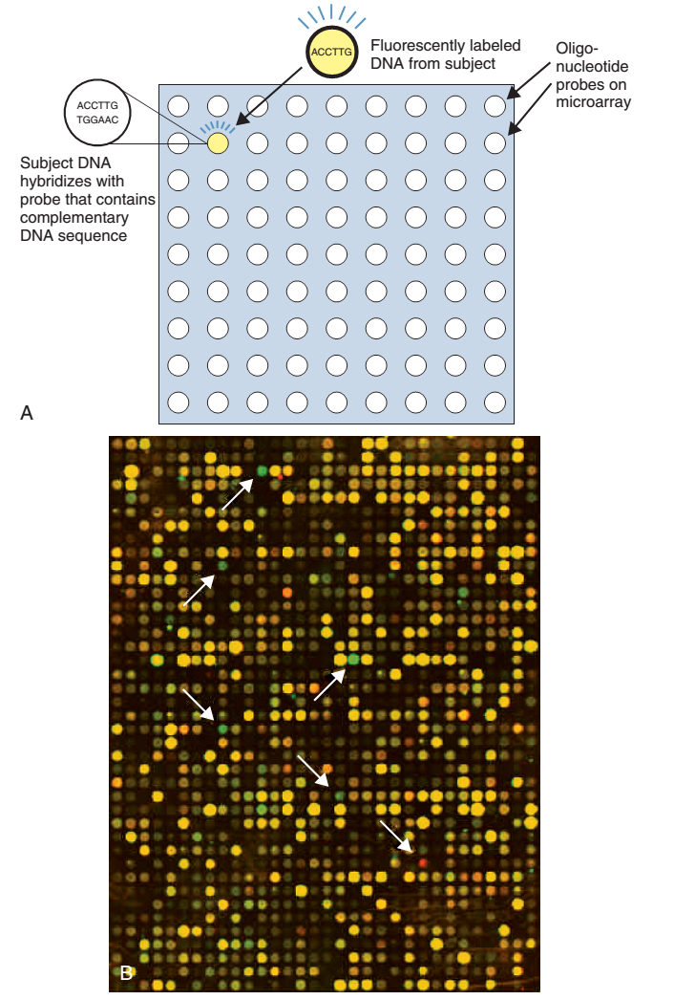 ACCTTG
Fluorescently labeled
DNA from subject
Oligo-
nucleotide
probes on
microarray
ACCTTG
TGGAAC
Subject DNA
hybridizes with
probe that contains
complementary
DNA sequence
A
B